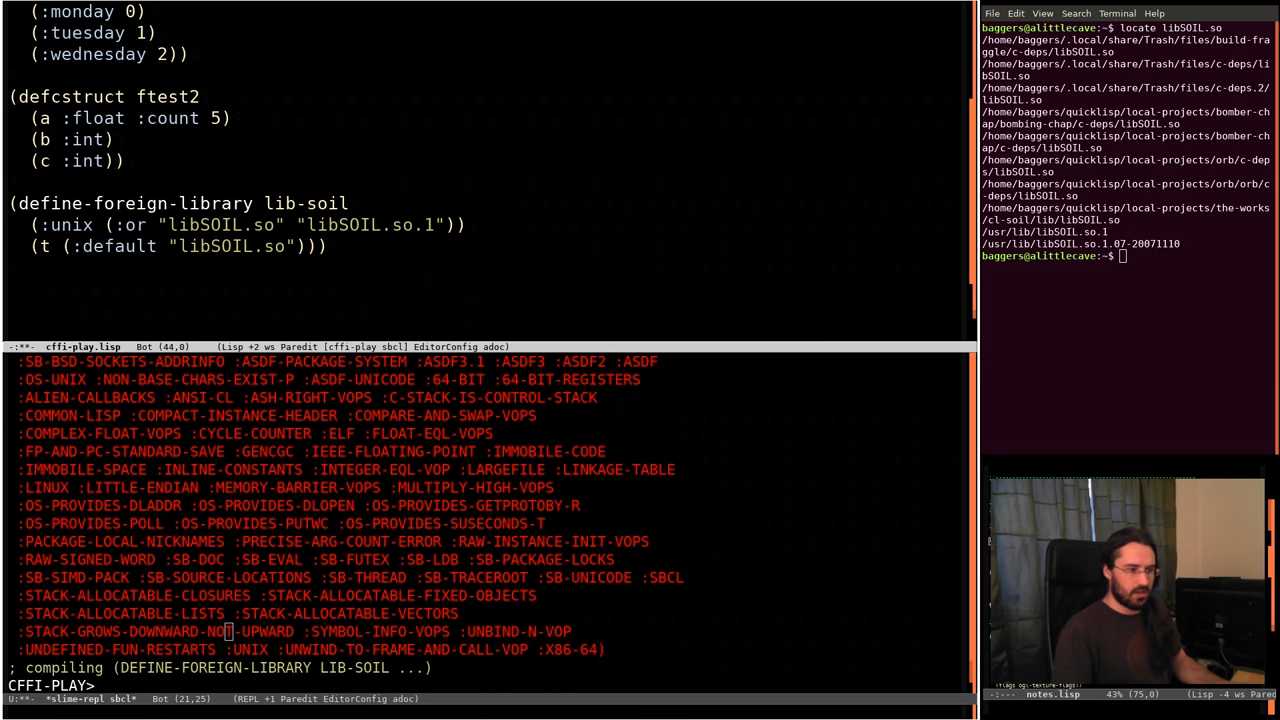 (:monday 0)
(:tuesday 1)
(:wednesday 2))
(defcstruct ftest2
(a :float :count 5)
(b :int)
(c :int))
(define-foreign-library lib-soil
(:unix (:or "libSOIL.so" "libSOIL.so.1"))
(t (:default "libSOIL.so")))
-:**- cffi-play.lisp Bot (44,0) (Lisp +2 ws Paredit [cffi-play sbcl] EditorConfig adoc)
:SB-BSD-SOCKETS-ADDRINFO :ASDF-PACKAGE-SYSTEM :ASDF3.1 :ASDF3 :ASDF2 :ASDF
:OS-UNIX :NON-BASE-CHARS-EXIST-P :ASDF-UNICODE :64-BIT :64-BIT-REGISTERS
:ALIEN-CALLBACKS :ANSI-CL :ASH-RIGHT-VOPS :C-STACK-IS-CONTROL-STACK
:COMMON-LISP :COMPACT-INSTANCE-HEADER :COMPARE-AND-SWAP-VOPS
:COMPLEX-FLOAT-VOPS :CYCLE-COUNTER :ELF :FLOAT-EQL-VOPS
:FP-AND-PC-STANDARD-SAVE :GENCGC :IEEE-FLOATING-POINT :IMMOBILE-CODE
:IMMOBILE-SPACE :INLINE-CONSTANTS :INTEGER-EQL-VOP :LARGEFILE :LINKAGE-TABLE
:LINUX :LITTLE-ENDIAN :MEMORY-BARRIER-VOPS :MULTIPLY-HIGH-VOPS
:OS-PROVIDES-DLADDR :OS-PROVIDES-DLOPEN :OS-PROVIDES-GETPROTOBY-R
:OS-PROVIDES-POLL :OS-PROVIDES-PUTWC :OS-PROVIDES-SUSECONDS-T
:PACKAGE-LOCAL-NICKNAMES :PRECISE-ARG-COUNT-ERROR :RAW-INSTANCE-INIT-VOPS
:RAW-SIGNED-WORD :SB-DOC :SB-EVAL :SB-FUTEX :SB-LDB :SB-PACKAGE-LOCKS
:SB-SIMD-PACK :SB-SOURCE-LOCATIONS :SB-THREAD :SB-TRACEROOT :SB-UNICODE :SBCL
:STACK-ALLOCATABLE-CLOSURES :STACK-ALLOCATABLE-FIXED-OBJECTS
:STACK-ALLOCATABLE-LISTS :STACK-ALLOCATABLE-VECTORS
:STACK-GROWS-DOWNWARD-NOT-UPWARD :SYMBOL-INFO-VOPS :UNBIND-N-VOP
:UNDEFINED-FUN-RESTARTS :UNIX :UNWIND-TO-FRAME-AND-CALL-VOP :X86-64)
; compiling (DEFINE-FOREIGN-LIBRARY LIB-SOIL ...)
CFFI-PLAY>
U:**- *slime-repl sbcl* Bot (21,25) (REPL +1 Paredit EditorConfig adoc)
File Edit View Search Terminal Help
baggers@alittlecave:~$ locate libSOIL.so
/home/baggers/.local/share/Trash/files/build-fra
ggle/c-deps/libSOIL.so
/home/baggers/.local/share/Trash/files/c-deps/li
bSOIL.so
/home/baggers/.local/share/Trash/files/c-deps.2/
libSOIL.so
/home/baggers/quicklisp/local-projects/bomber-ch
ap/bombing-chap/c-deps/libSOIL.so
/home/baggers/quicklisp/local-projects/bomber-ch
ap/c-deps/libSOIL.so
/home/baggers/quicklisp/local-projects/orb/c-dep
s/libSOIL.so
/home/baggers/quicklisp/local-projects/orb/orb/c
-deps/libSOIL.so
/home/baggers/quicklisp/local-projects/the-works
/cl-soil/lib/libSOIL.so
/usr/lib/libSOIL.so.1
/usr/lib/libSOIL.so.1.07-20071110
baggers@alittlecave:~$
-:--- notes.lisp 43% (75,0) (Lisp -4 ws Pared